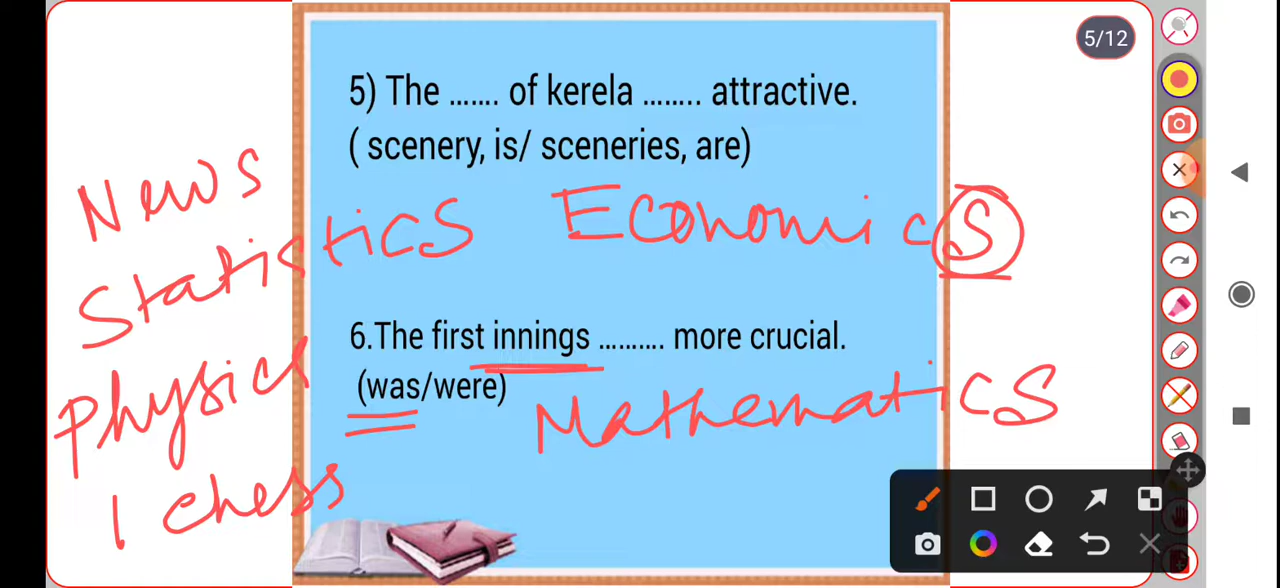 5/12
5) The ....... of kerela ........ attractive.
( scenery, is/ sceneries, are)
News
Statistics
Economics
6.The first innings .......... more crucial.
(was/were)
Physics
Mathematics
1 chess